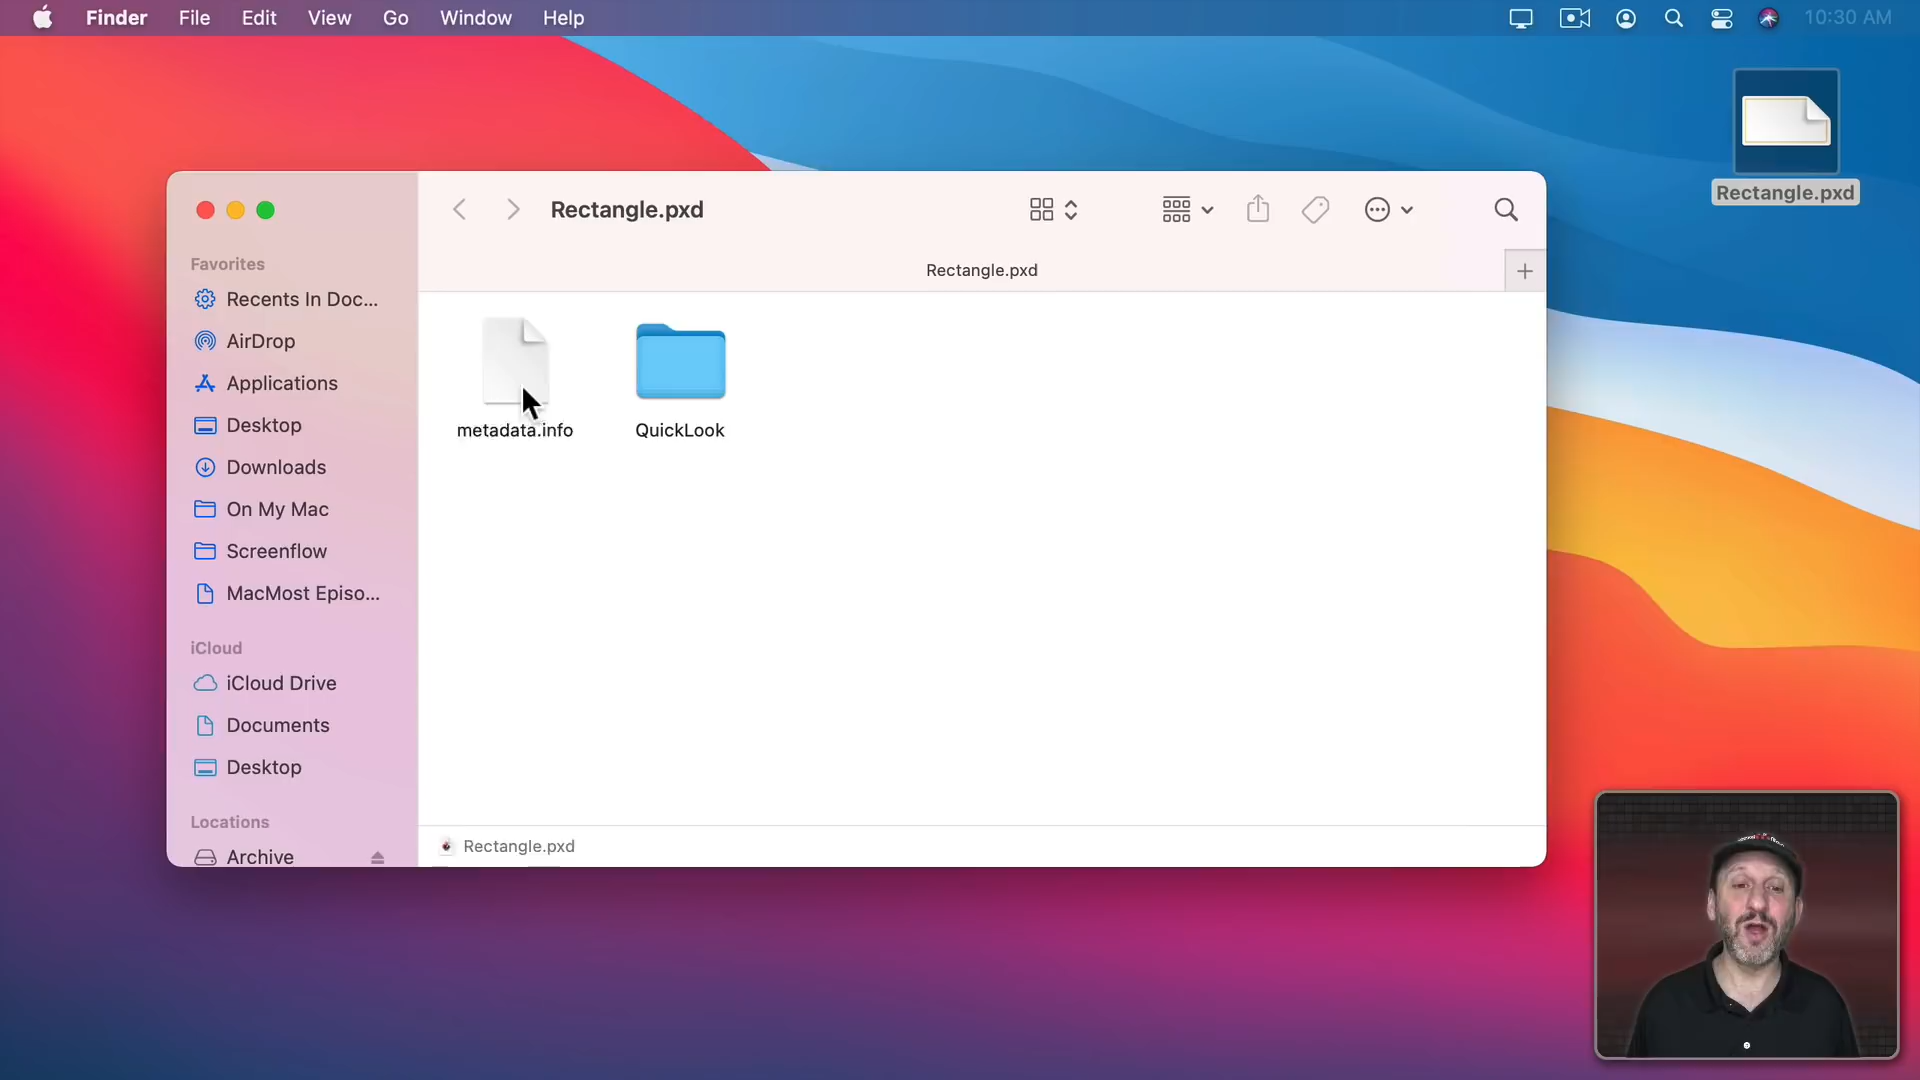 Finder File Edit View Go Window Help 10:30 AM
Rectangle.pxd
Rectangle.pxd
Rectangle.pxd
Favorites
Recents In Doc...
AirDrop
Applications
Desktop
Downloads
On My Mac
Screenflow
MacMost Episo...
iCloud
iCloud Drive
Documents
Desktop
Locations
Archive
metadata.info
QuickLook
Rectangle.pxd